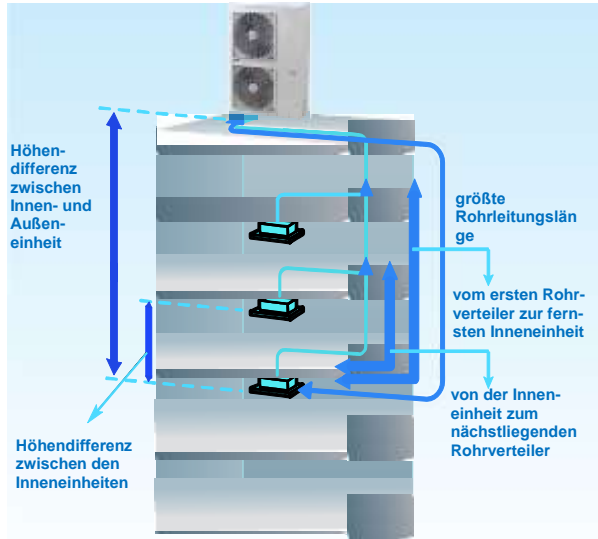 Höhen-
differenz
zwischen
Innen- und
Außen-
einheit
größte
Rohrleitungslän
ge
vom ersten Rohr-
verteiler zur fern-
sten Inneneinheit
von der Innen-
einheit zum
nächstliegenden
Rohrverteiler
Höhendifferenz
zwischen den
Inneneinheiten